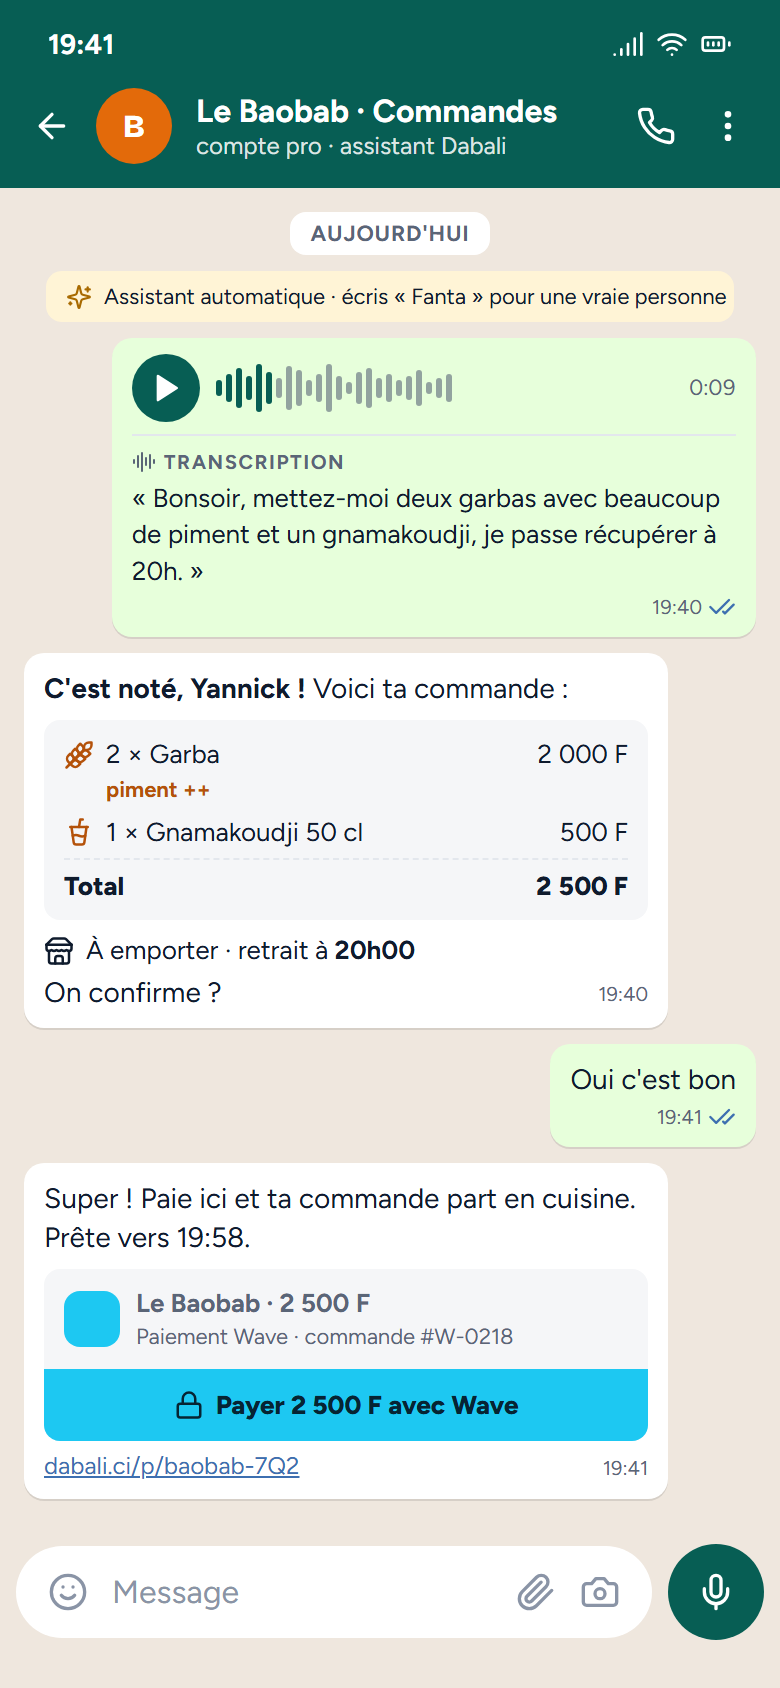 19:41
B
Le Baobab · Commandes
compte pro · assistant Dabali
AUJOURD'HUI
Assistant automatique · écris « Fanta » pour une vraie personne
0:09
TRANSCRIPTION
« Bonsoir, mettez-moi deux garbas avec beaucoup
de piment et un gnamakoudji, je passe récupérer à
20h. »
19:40
C'est noté, Yannick ! Voici ta commande :
2 × Garba 2 000 F
piment ++
1 × Gnamakoudji 50 cl 500 F
Total 2 500 F
À emporter · retrait à 20h00
On confirme ? 19:40
Oui c'est bon
19:41
Super ! Paie ici et ta commande part en cuisine.
Prête vers 19:58.
Le Baobab · 2 500 F
Paiement Wave · commande #W-0218
Payer 2 500 F avec Wave
dabali.ci/p/baobab-7Q2 19:41
Message